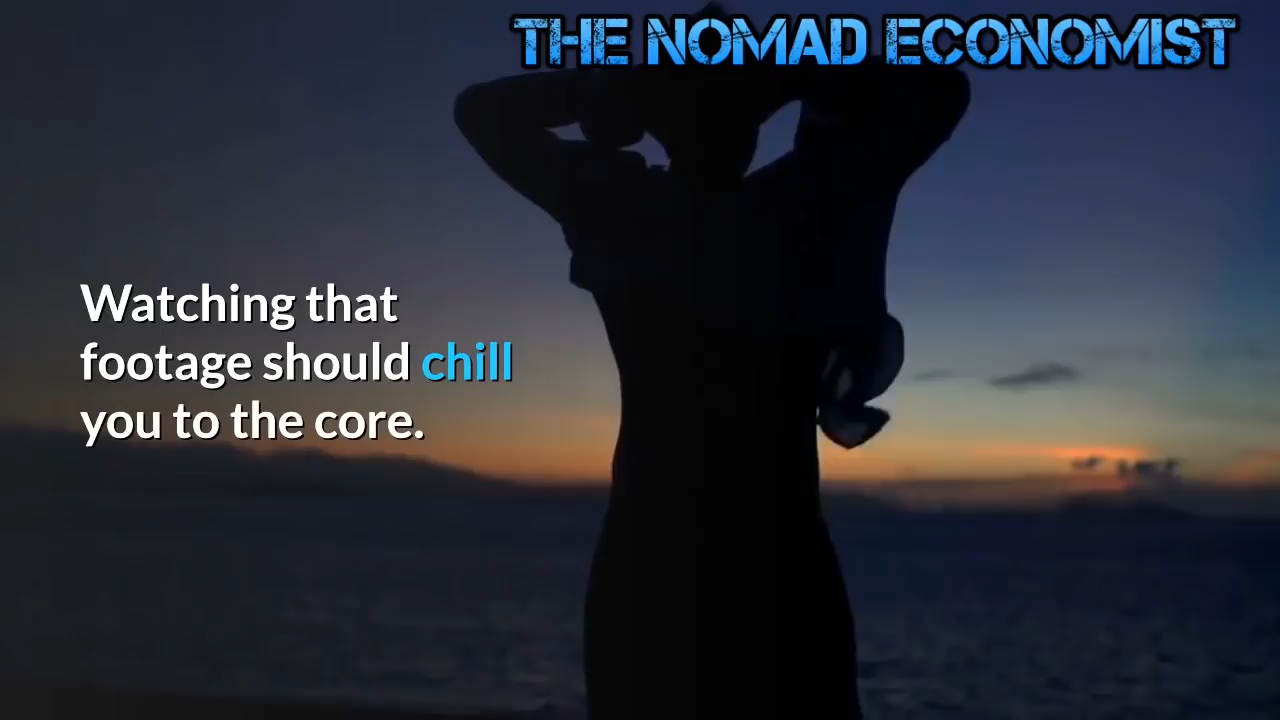 THE NOMAD ECONOMIST
Watching that
footage should chill
you to the core.